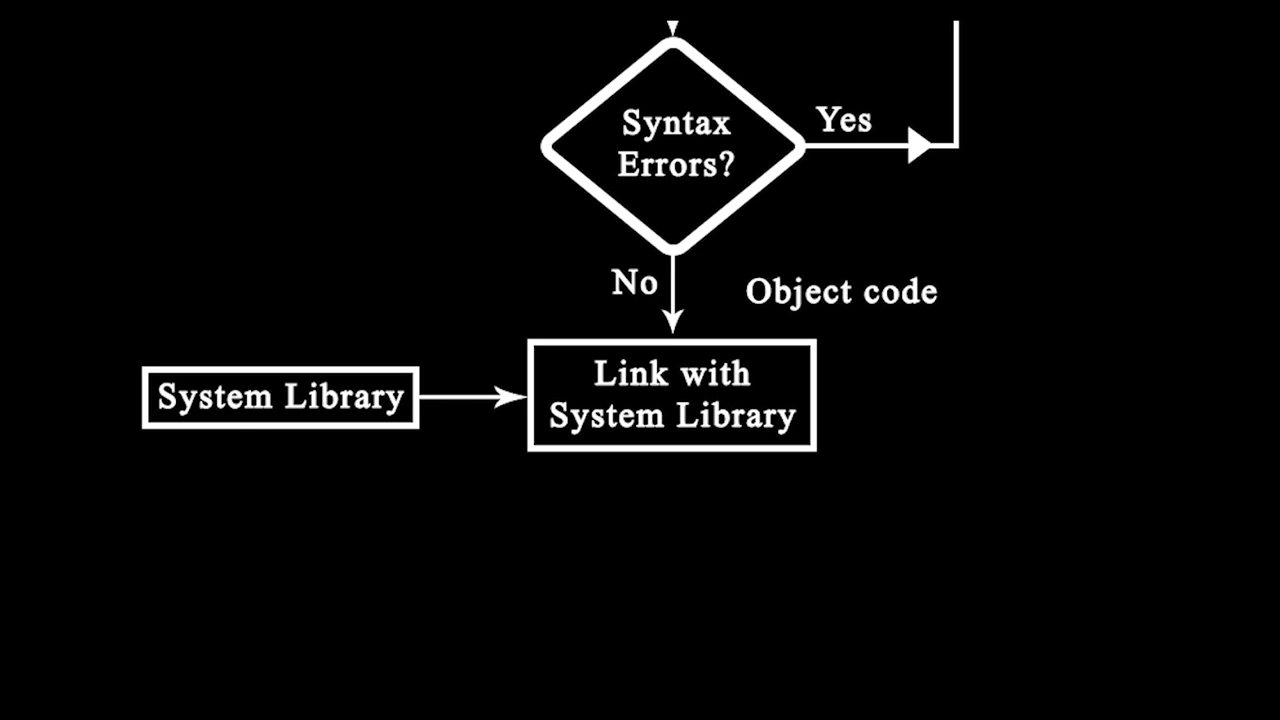 Syntax
Errors?
Yes
No
Object code
System Library
Link with
System Library